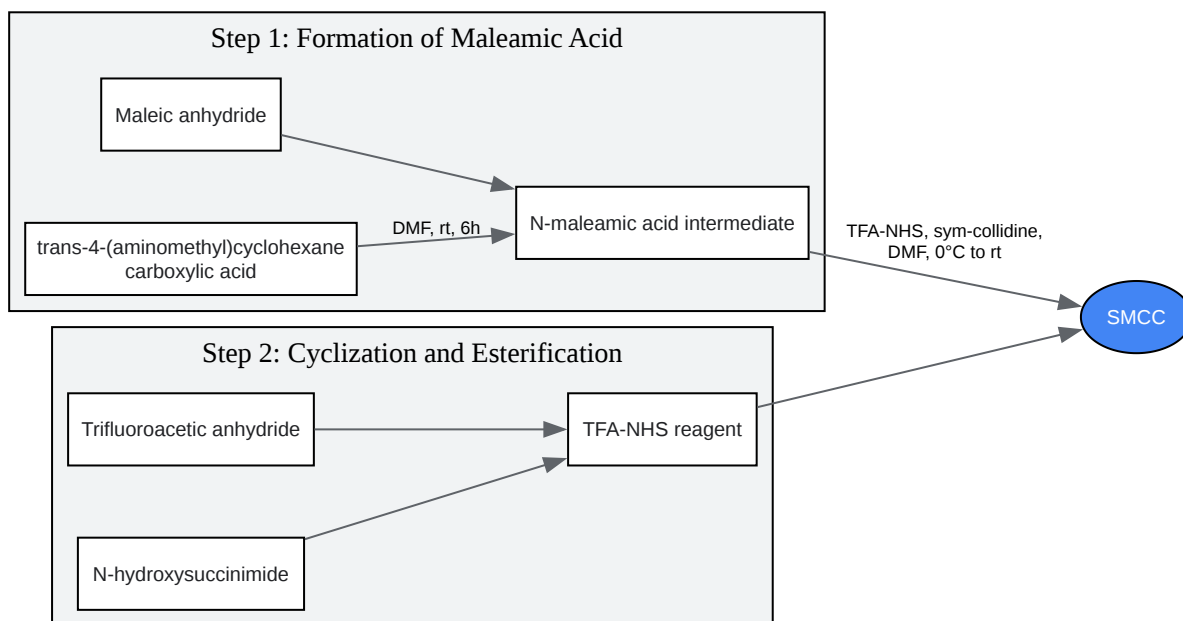 Step 1: Formation of Maleamic Acid
Maleic anhydride
trans-4-(aminomethyl)cyclohexane
carboxylic acid
DMF, rt, 6h
N-maleamic acid intermediate
TFA-NHS, sym-collidine,
DMF, 0°C to rt
SMCC
Step 2: Cyclization and Esterification
Trifluoroacetic anhydride
TFA-NHS reagent
N-hydroxysuccinimide